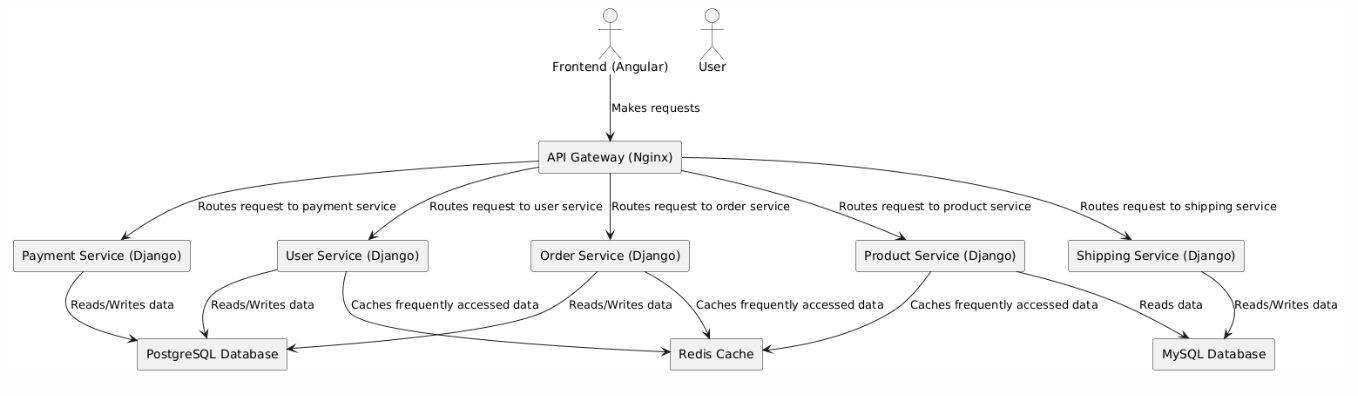 Frontend (Angular)
User
Makes requests
API Gateway (Nginx)
Routes request to payment service
Routes request to user service
Routes request to order service
Routes request to product service
Routes request to shipping service
Payment Service (Django)
User Service (Django)
Order Service (Django)
Product Service (Django)
Shipping Service (Django)
Reads/Writes data
Reads/Writes data
Caches frequently accessed data
Reads/Writes data
Caches frequently accessed data
Caches frequently accessed data
Reads data
Reads/Writes data
PostgreSQL Database
Redis Cache
MySQL Database